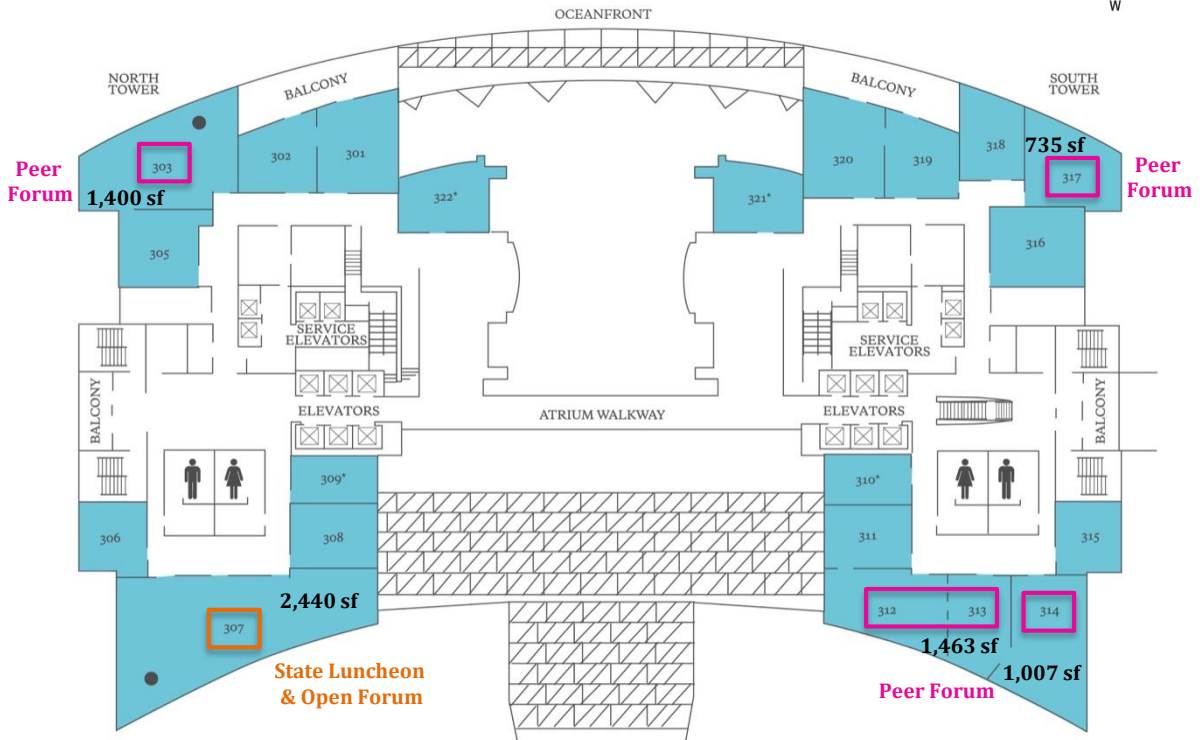 W
OCEANFRONT
NORTH
TOWER
BALCONY
BALCONY
SOUTH
TOWER
303
302
301
320
319
318
735 sf
317
Peer
Forum
1,400 sf
Peer
Forum
322*
321*
305
316
SERVICE
ELEVATORS
SERVICE
ELEVATORS
BALCONY
ELEVATORS
ATRIUM WALKWAY
ELEVATORS
BALCONY
309*
310*
306
308
311
315
2,440 sf
307
312
313
314
1,463 sf
1,007 sf
State Luncheon
& Open Forum
Peer Forum